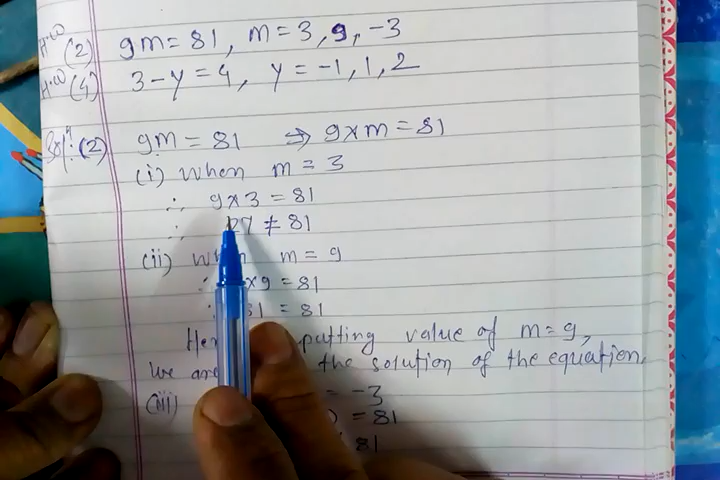 H.W (2) 9m = 81, m = 3, 9, -3
H.W (4) 3 - y = 4, y = -1, 1, 2
Solⁿ: (2) 9m = 81 ⇒ 9 x m = 81
(i) when m = 3
∴ 9 x 3 = 81
∴ 27 ≠ 81
(ii) m = 9
∴ x 9 = 81
= 81
putting value of m = 9,
we are the solution of the equation.
(iii) = -3
) = 81
81